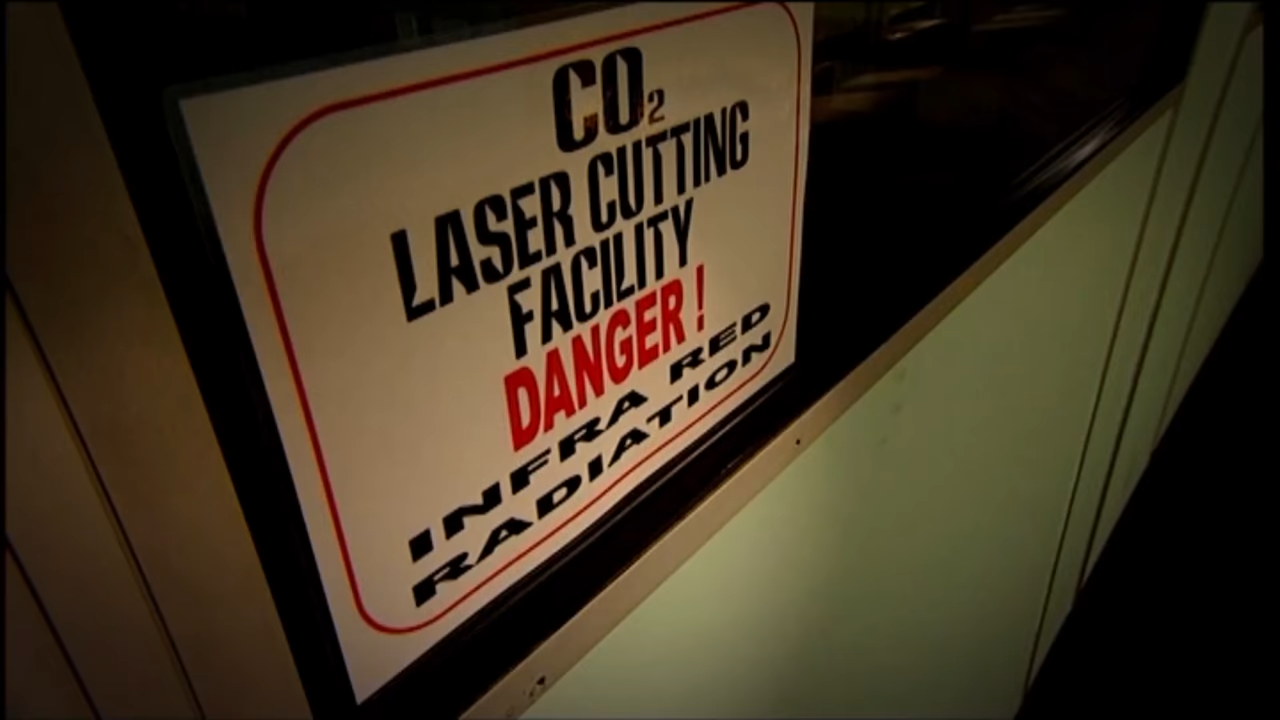 CO₂
LASER CUTTING
FACILITY
DANGER !
INFRA RED
RADIATION